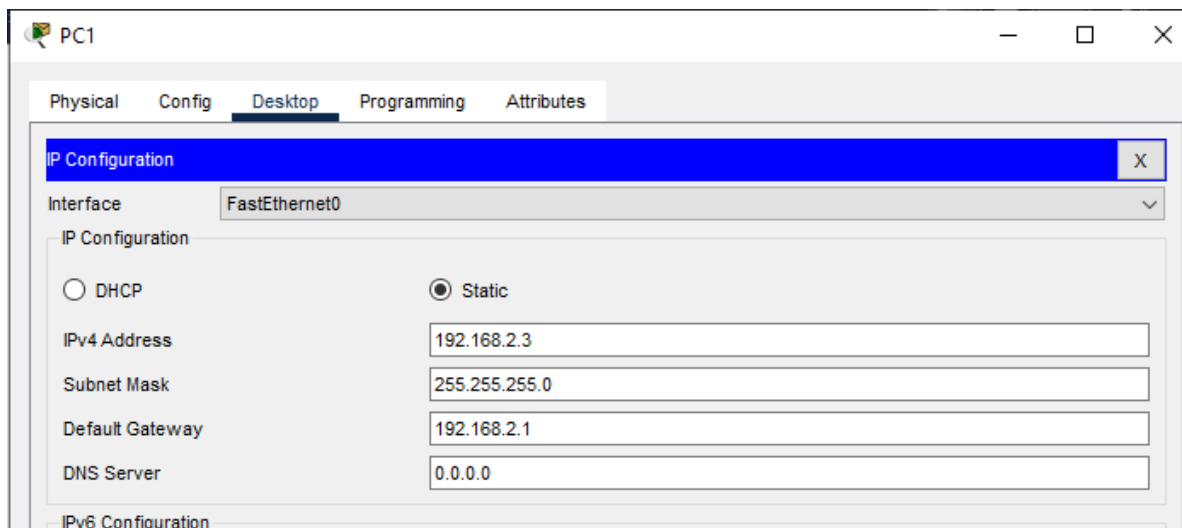 PC1
Physical Config Desktop Programming Attributes
IP Configuration X
Interface FastEthernet0
IP Configuration
DHCP Static
IPv4 Address 192.168.2.3
Subnet Mask 255.255.255.0
Default Gateway 192.168.2.1
DNS Server 0.0.0.0
IPv6 Configuration